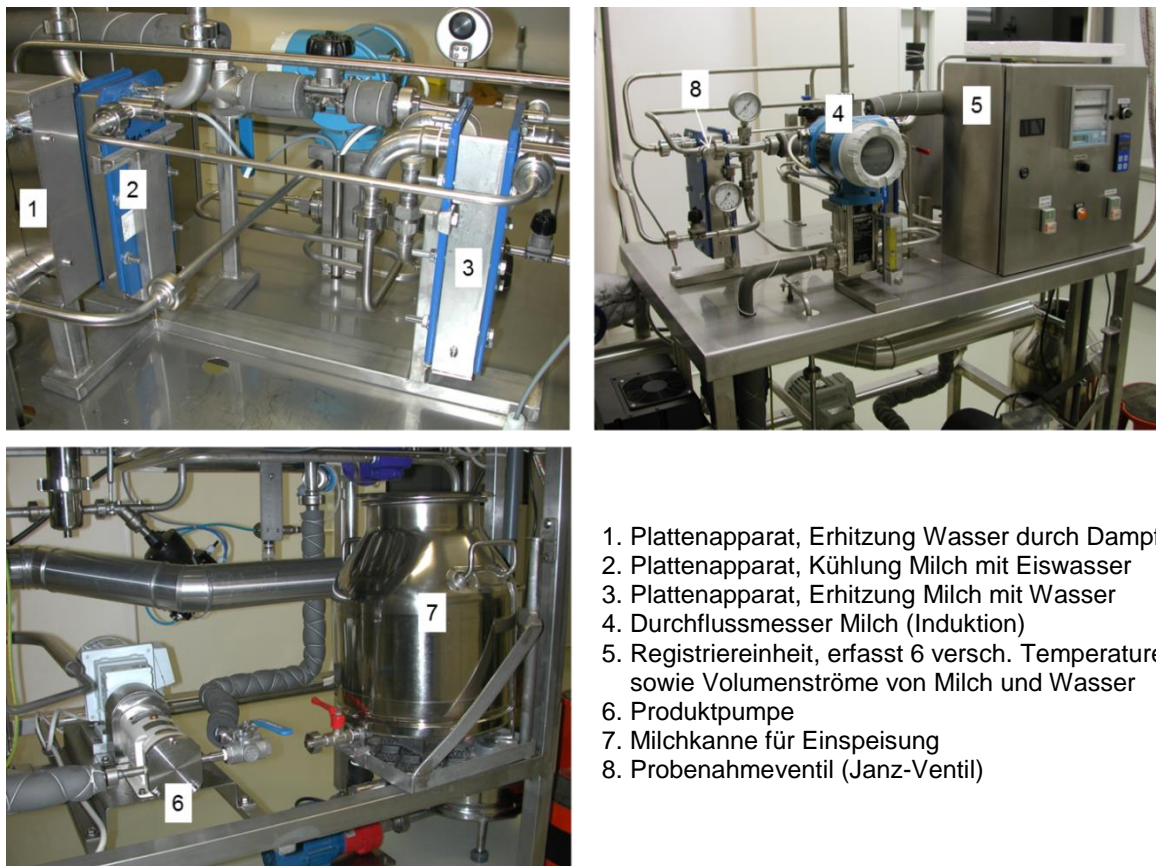 1
2
3
8
4
5
7
6
1. Plattenapparat, Erhitzung Wasser durch Dampf
2. Plattenapparat, Kühlung Milch mit Eiswasser
3. Plattenapparat, Erhitzung Milch mit Wasser
4. Durchflussmesser Milch (Induktion)
5. Registriereinheit, erfasst 6 versch. Temperature
sowie Volumenströme von Milch und Wasser
6. Produktpumpe
7. Milchkanne für Einspeisung
8. Probenahmeventil (Janz-Ventil)